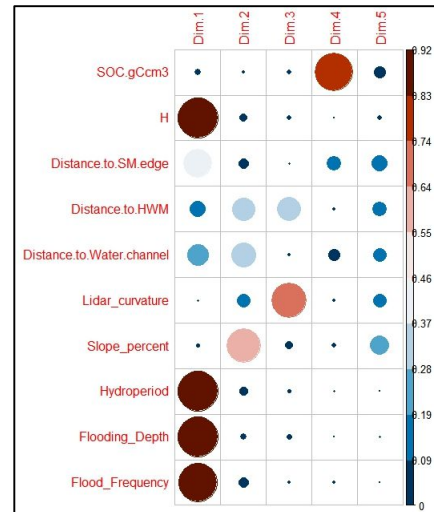 Dim.1 Dim.2 Dim.3 Dim.4 Dim.5
SOC.gCcm3
H
Distance.to.SM.edge
Distance.to.HWM
Distance.to.Water.channel
Lidar_curvature
Slope_percent
Hydroperiod
Flooding_Depth
Flood_Frequency
0.92
0.83
0.74
0.64
0.55
0.46
0.37
0.28
0.19
0.09
0